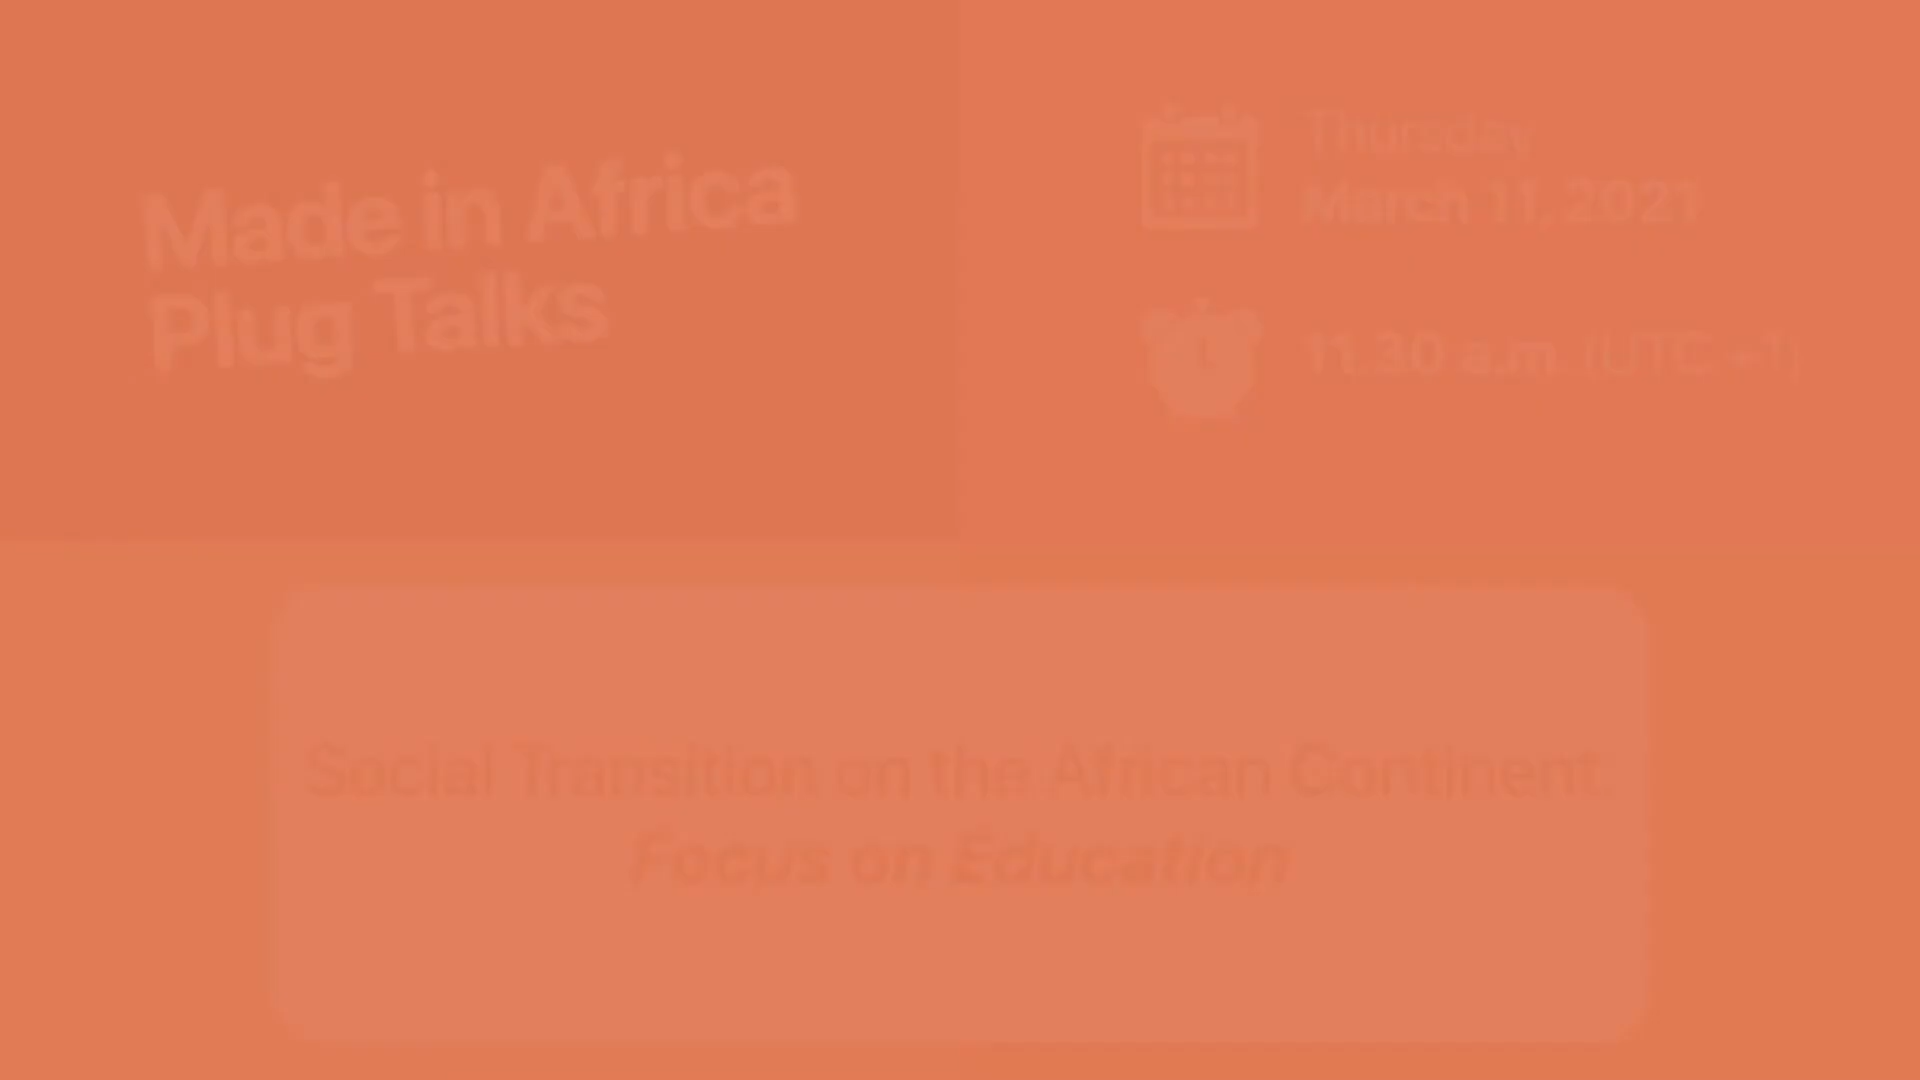 Made in Africa
Plug Talks
Thursday
March 11, 2021
11.30 a.m. (UTC +1)
Social Transition on the African Continent
Focus on Education